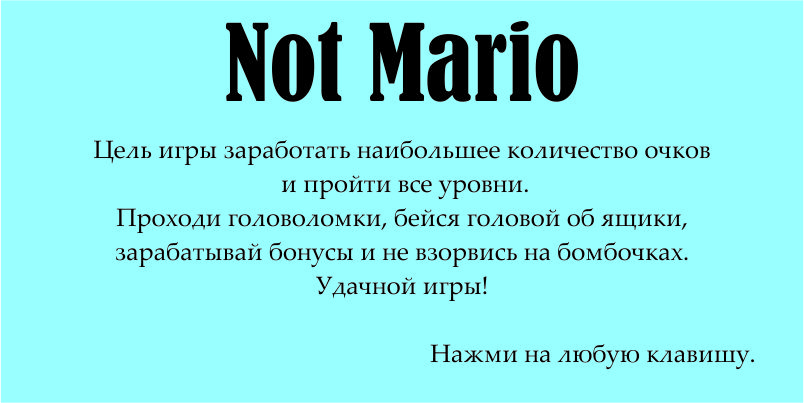 Not Mario
Цель игры заработать наибольшее количество очков
и пройти все уровни.
Проходи головоломки, бейся головой об ящики,
зарабатывай бонусы и не взорвись на бомбочках.
Удачной игры!
Нажми на любую клавишу.